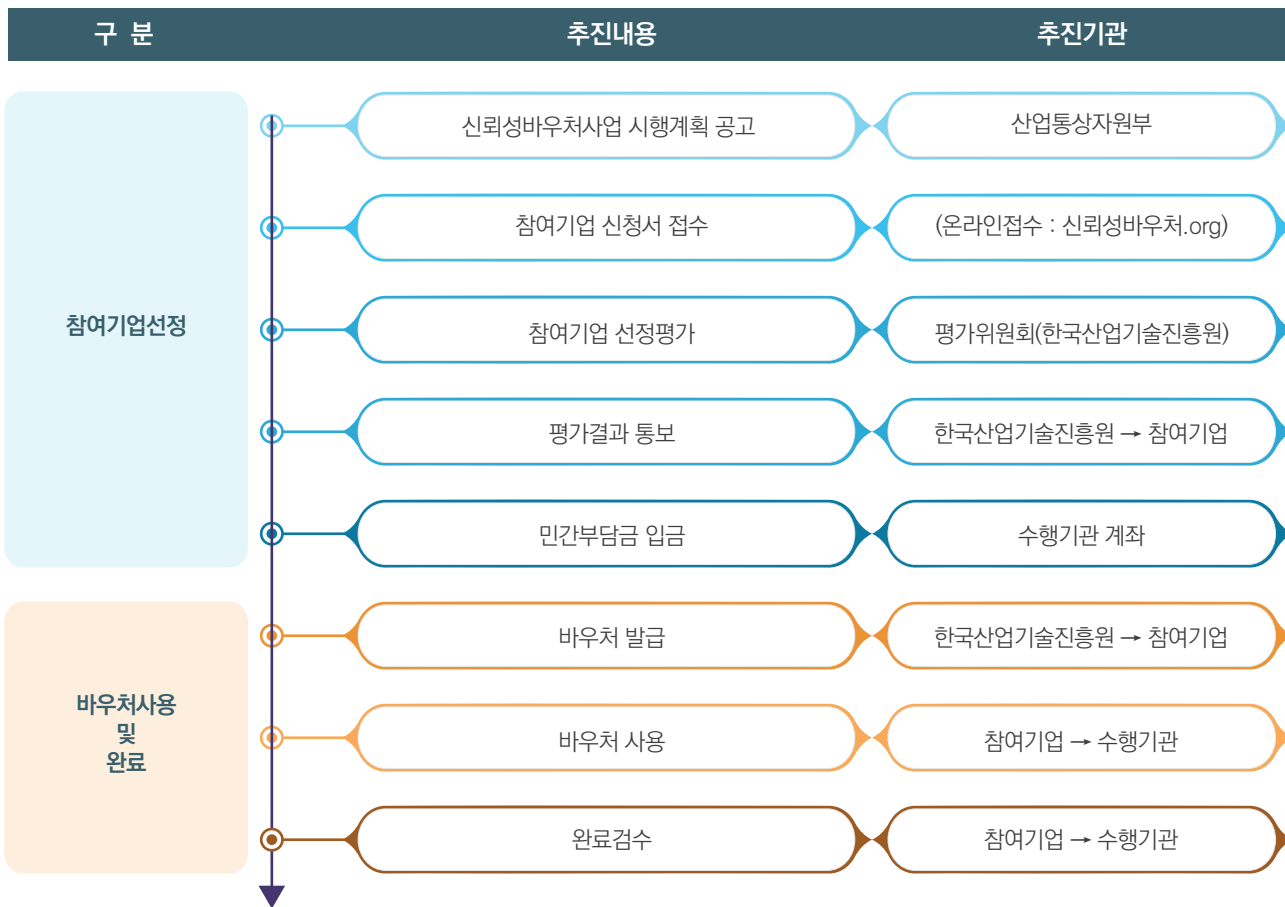 구 분 추진내용 추진기관
신뢰성바우처사업 시행계획 공고 산업통상자원부
참여기업 신청서 접수 (온라인접수 : 신뢰성바우처.org)
참여기업선정 참여기업 선정평가 평가위원회(한국산업기술진흥원)
평가결과 통보 한국산업기술진흥원 → 참여기업
민간부담금 입금 수행기관 계좌
바우처 발급 한국산업기술진흥원 → 참여기업
바우처사용
및
완료
바우처 사용 참여기업 → 수행기관
완료검수 참여기업 → 수행기관